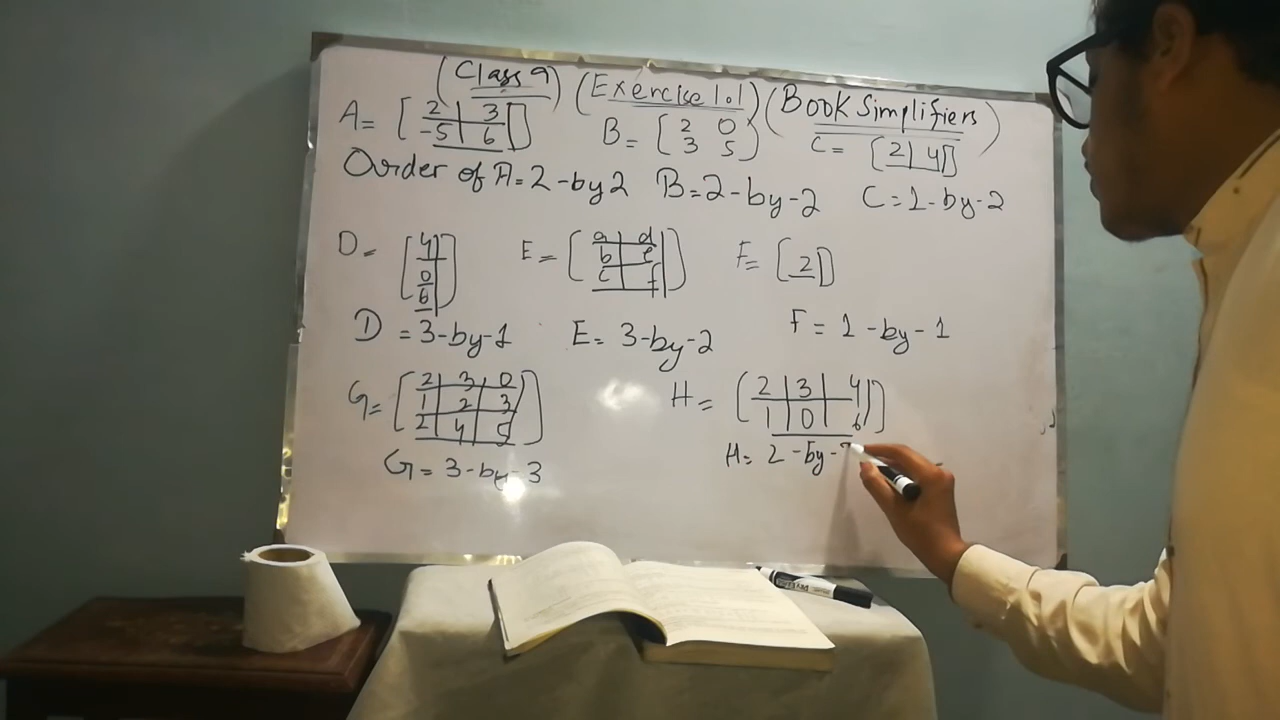 (Class 9) (Exercise 1.1) (Book Simplifiers)
A = [2 3
-5 6]
B = [2 0
3 5]
C = [2 4]
Order of A = 2 - by 2 B = 2 - by - 2 C = 1 - by - 2
D = [4
0
6]
E = [a d
b e
c f]
F = [2]
D = 3 - by - 1 E = 3 - by - 2 F = 1 - by - 1
G = [2 3 0
1 2 3
2 4 5]
H = [2 3 4
1 0 6]
G = 3 - by - 3 H = 2 - by -